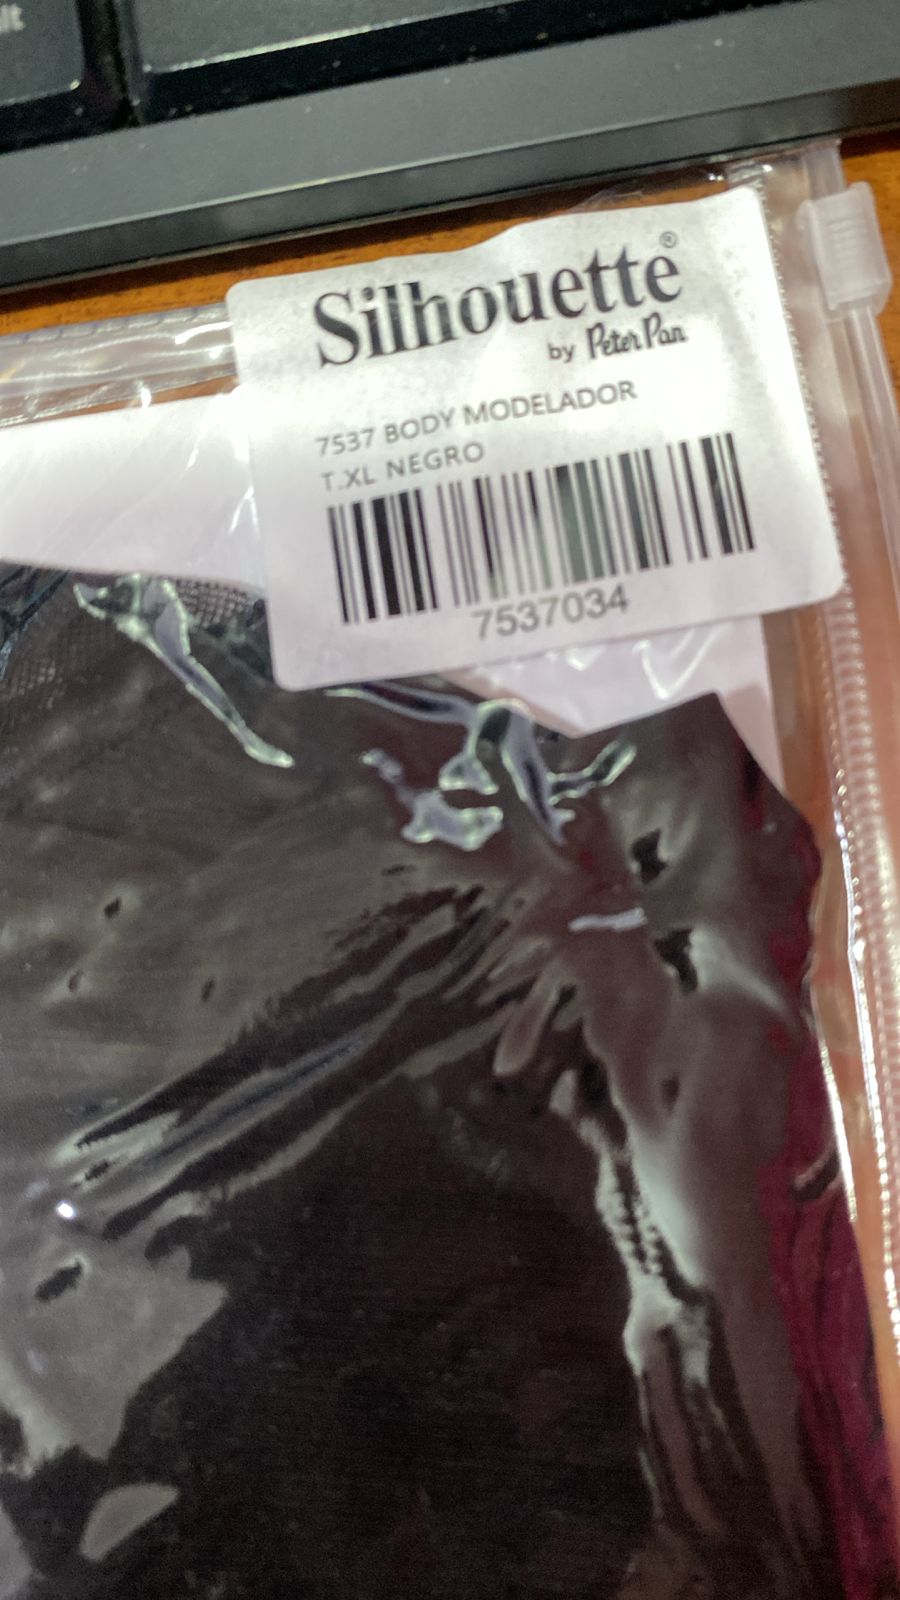 Silhouette®
by Peter Pan
7537 BODY MODELADOR
T.XL NEGRO
7537034